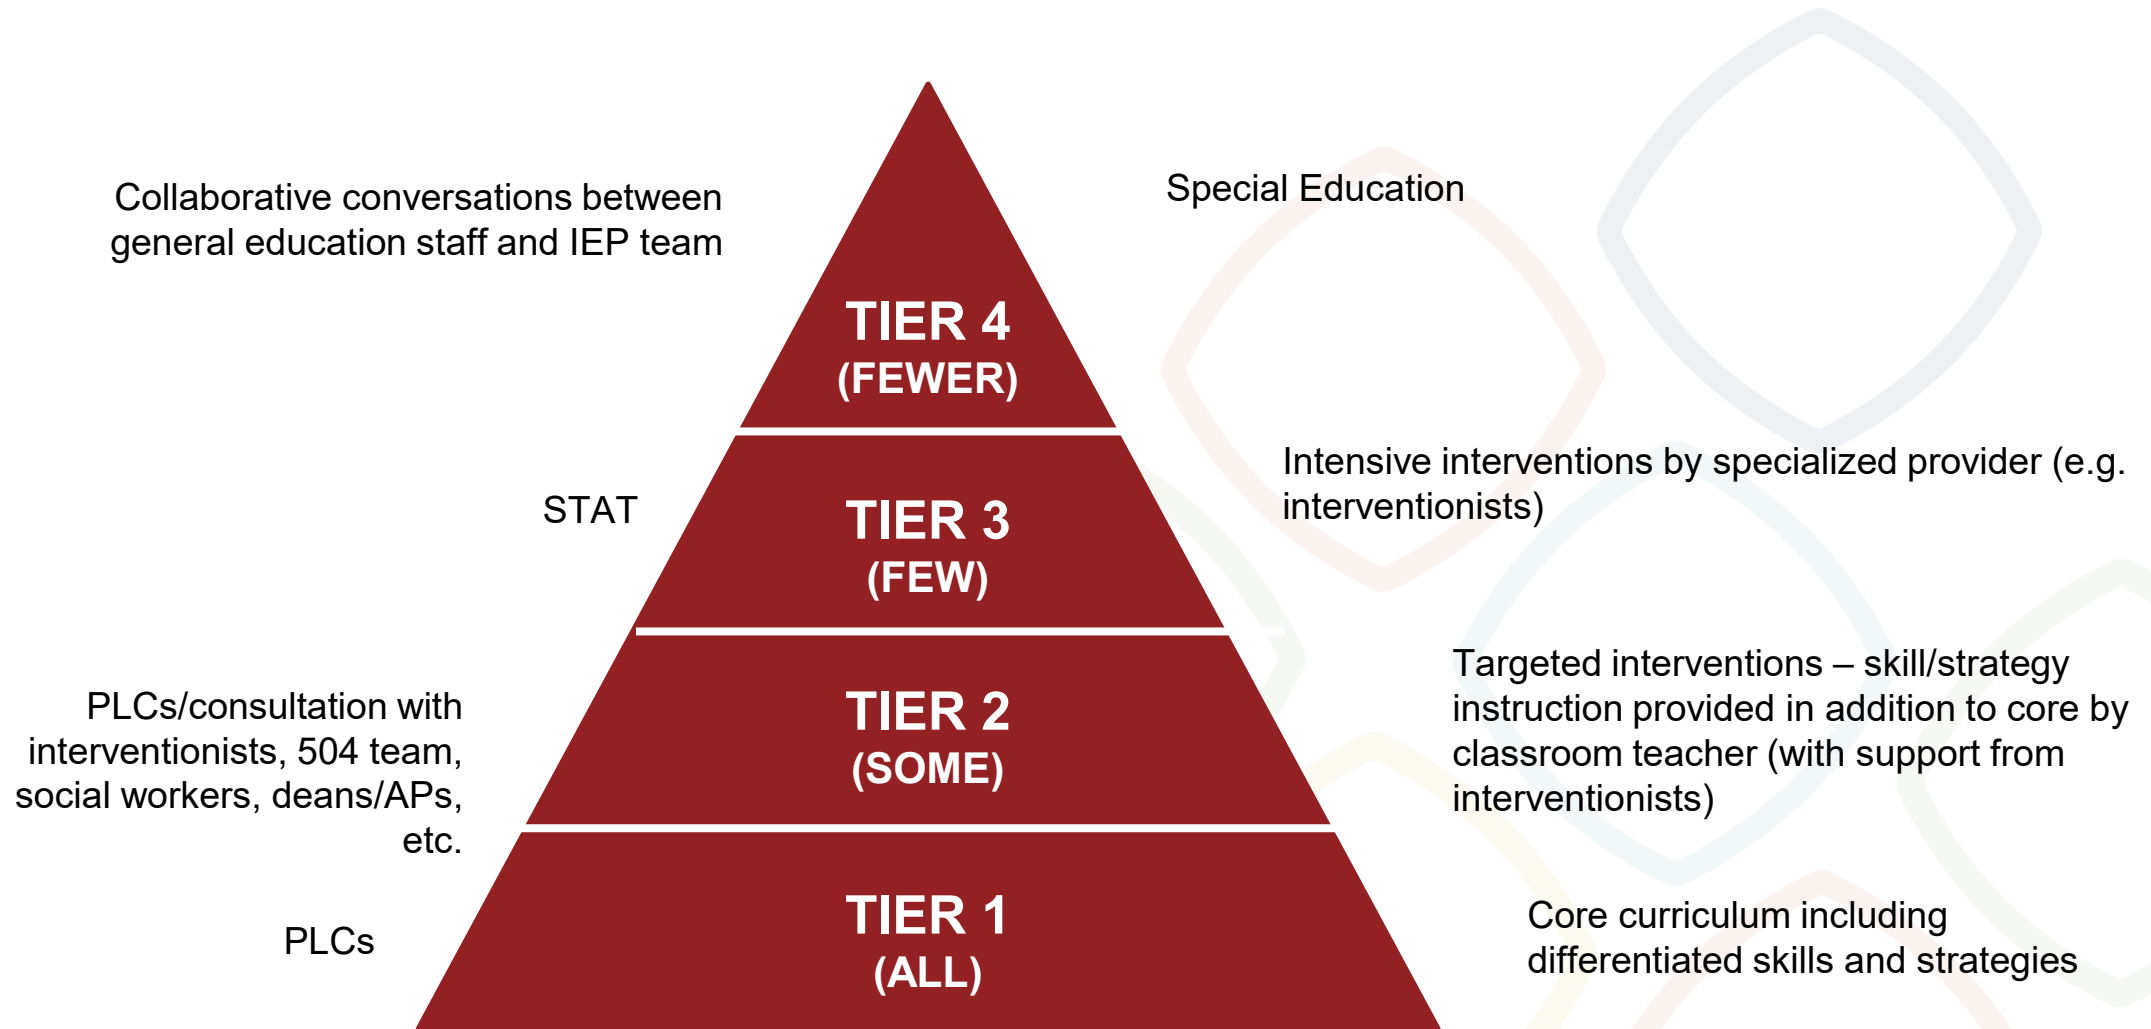 Collaborative conversations between
general education staff and IEP team
Special Education
TIER 4
(FEWER)
STAT
TIER 3
(FEW)
Intensive interventions by specialized provider (e.g.
interventionists)
PLCs/consultation with
interventionists, 504 team,
social workers, deans/APs,
etc.
TIER 2
(SOME)
Targeted interventions – skill/strategy
instruction provided in addition to core by
classroom teacher (with support from
interventionists)
PLCs
TIER 1
(ALL)
Core curriculum including
differentiated skills and strategies